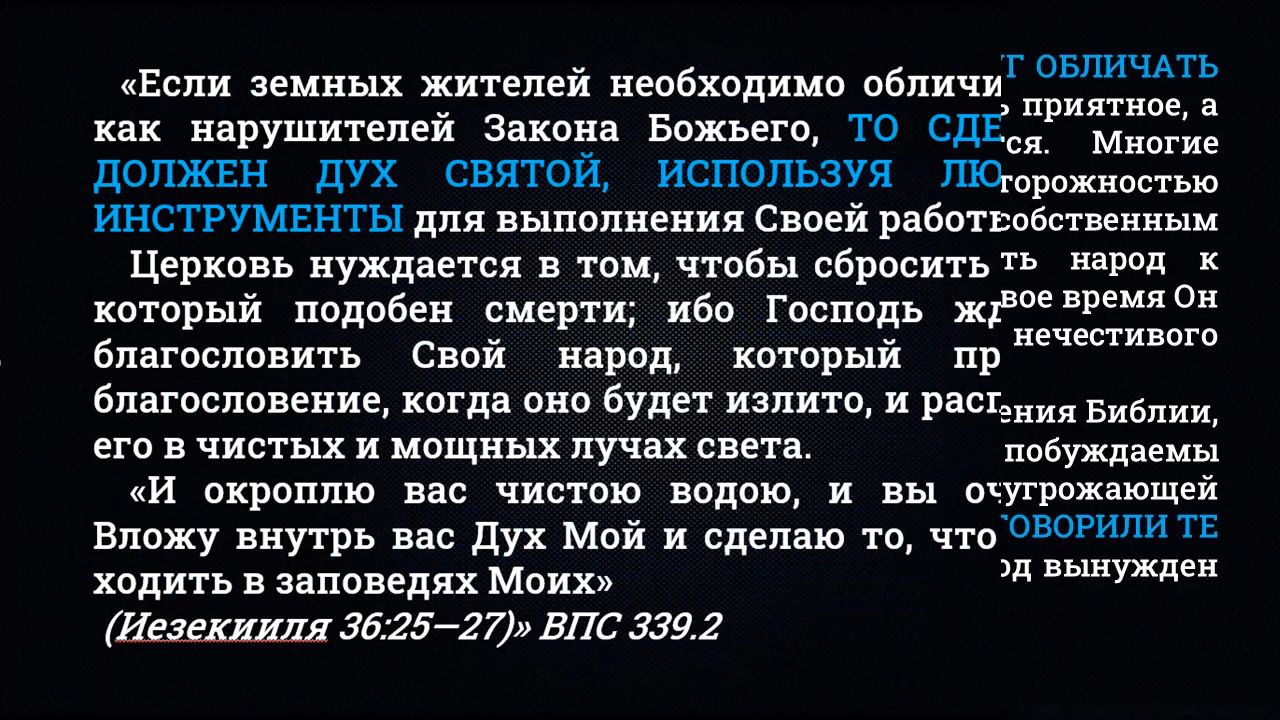 «Если земных жителей необходимо обличи
как нарушителей Закона Божьего, ТО СДЕ
ДОЛЖЕН ДУХ СВЯТОЙ, ИСПОЛЬЗУЯ ЛЮ
ИНСТРУМЕНТЫ для выполнения Своей работ
Церковь нуждается в том, чтобы сбросить
который подобен смерти; ибо Господь жд
благословить Свой народ, который пр
благословение, когда оно будет излито, и расп
его в чистых и мощных лучах света.
«И окроплю вас чистою водою, и вы оч
Вложу внутрь вас Дух Мой и сделаю то, что
ходить в заповедях Моих»
(Иезекииля 36:25—27)» ВПС 339.2
ОБЛИЧАТЬ
приятное, а
ся. Многие
торожностью
собственным
ть народ к
вое время Он
нечестивого
ения Библии,
побуждаемы
угрожающей
ГОВОРИЛИ ТЕ
од вынужден